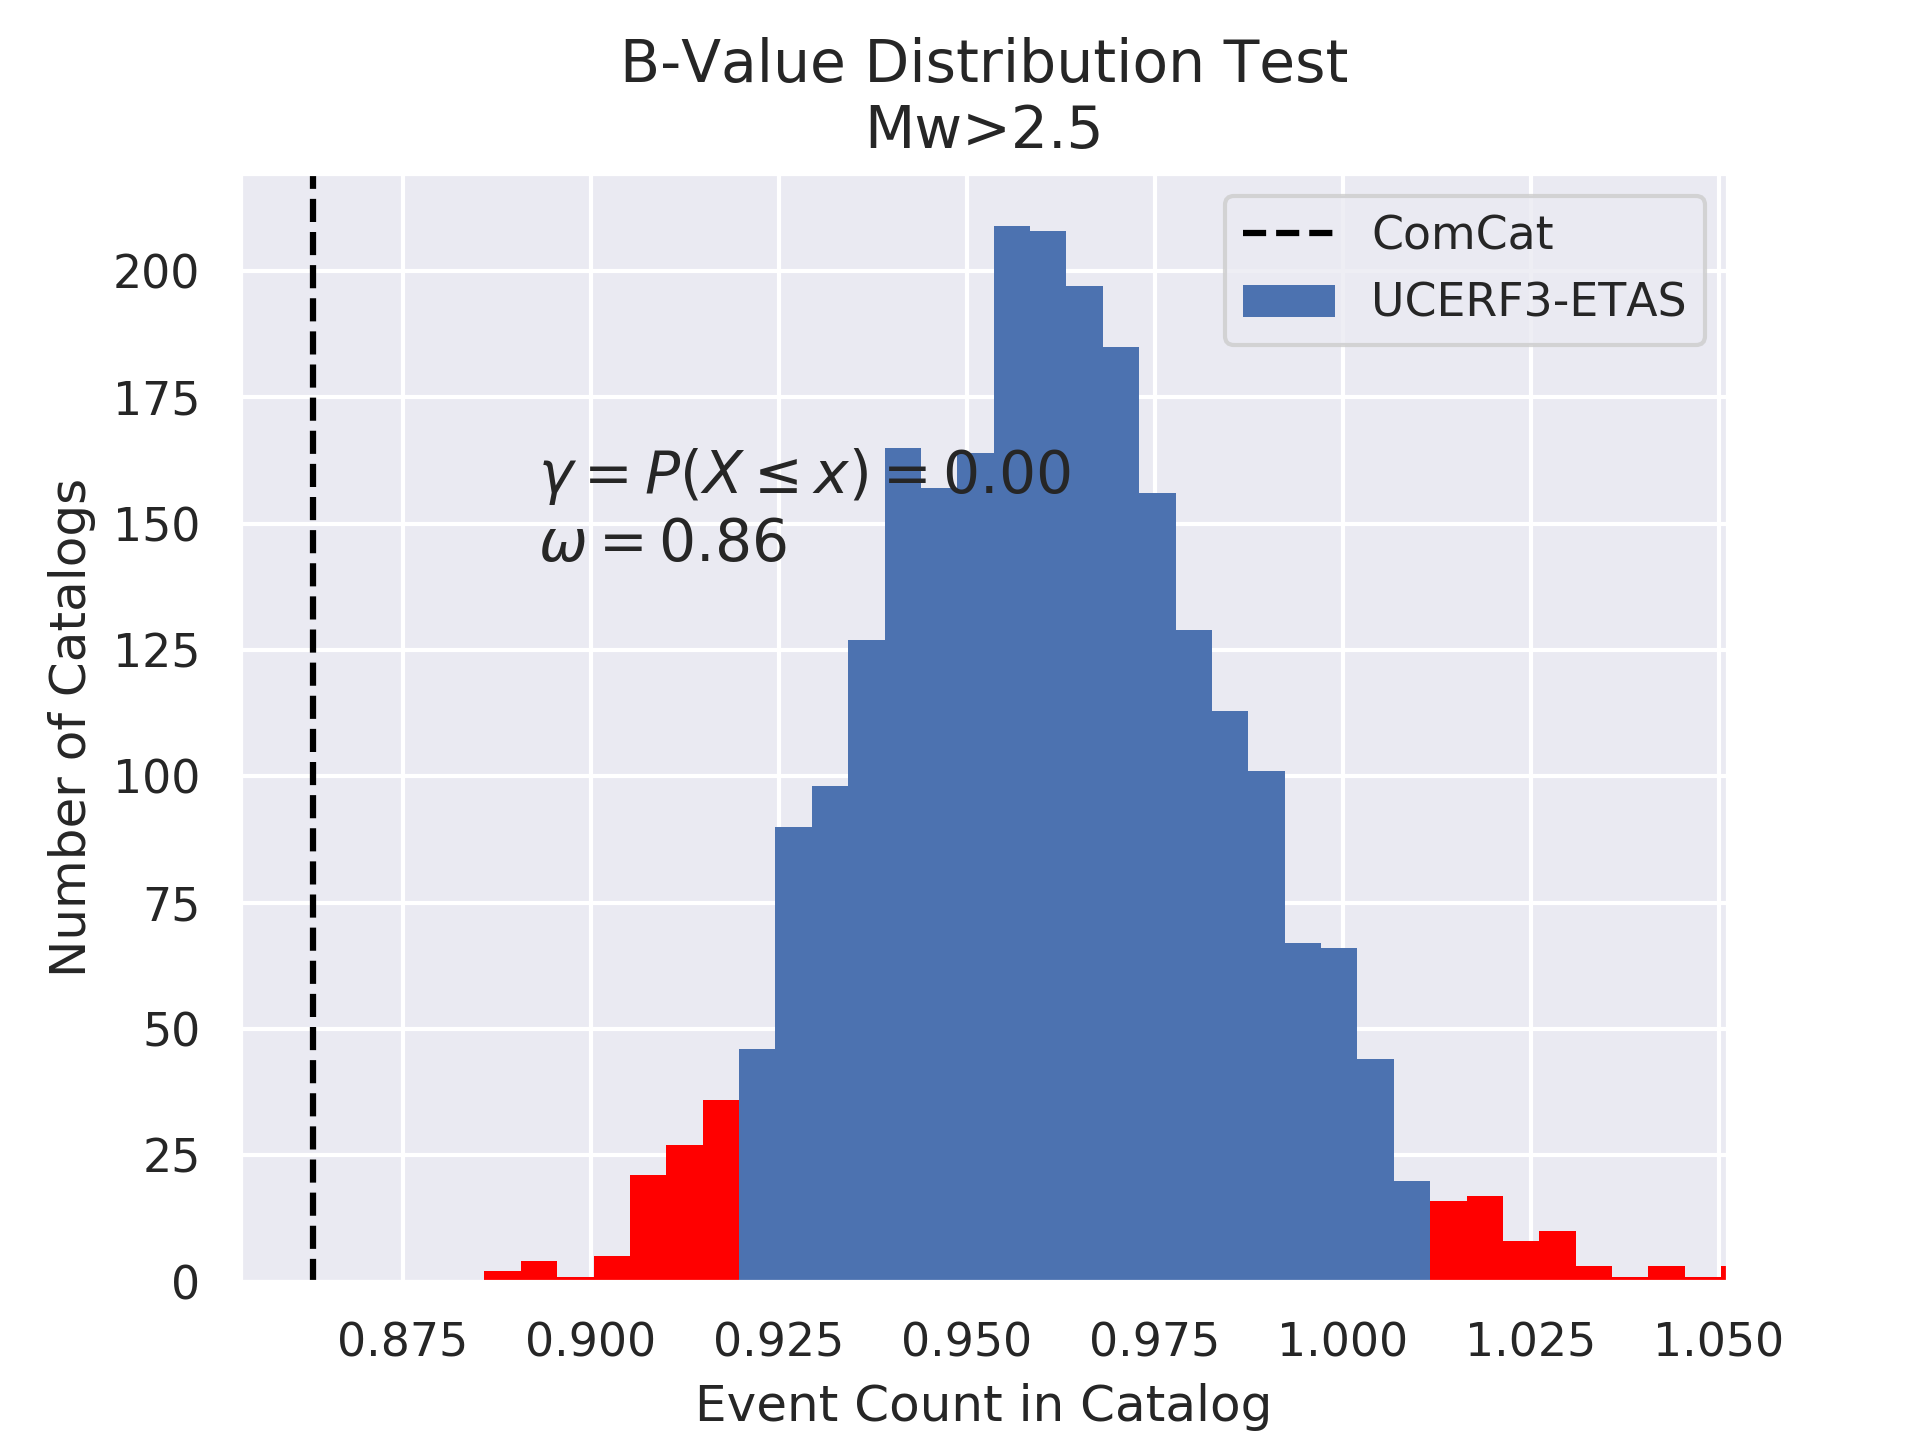 B-Value Distribution Test
Mw>2.5
ComCat
UCERF3-ETAS
γ = P(X ≤ x) = 0.00
ω = 0.86
Number of Catalogs
200
175
150
125
100
75
50
25
0
0.875 0.900 0.925 0.950 0.975 1.000 1.025 1.050
Event Count in Catalog